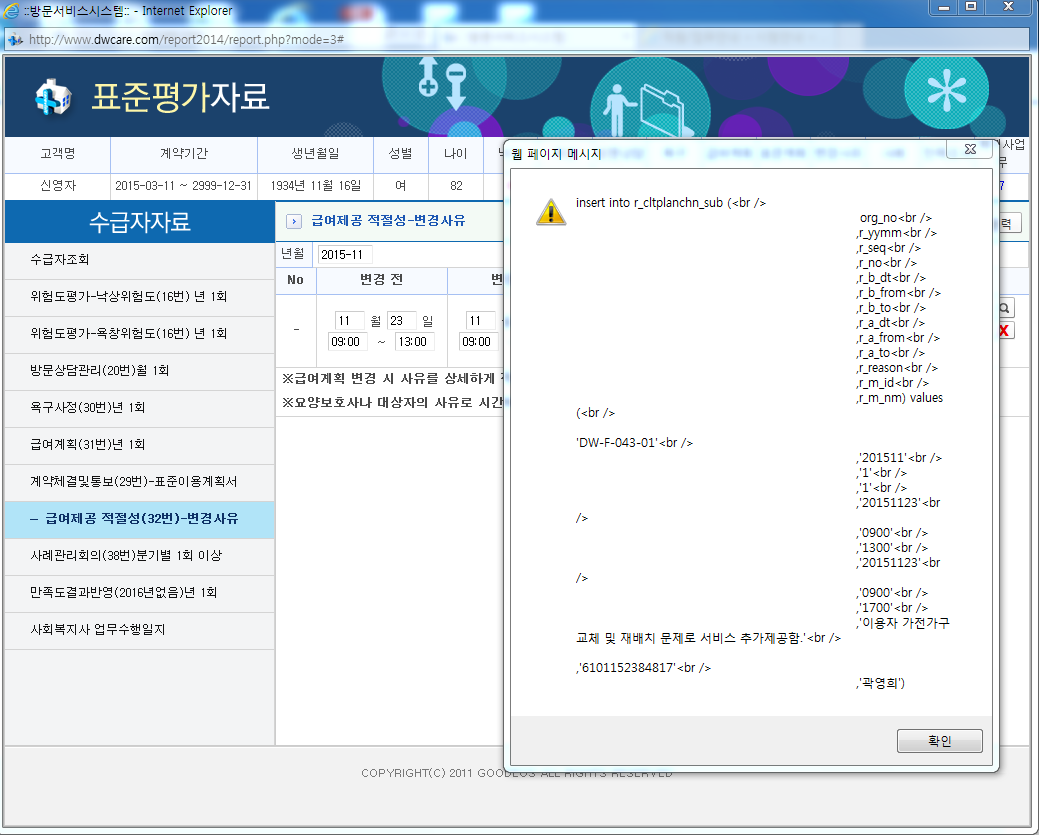 ::방문서비스시스템:: - Internet Explorer
http://www.dwcare.com/report2014/report.php?mode=3#
표준평가자료
고객명 계약기간 생년월일 성별 나이
신영자 2015-03-11 ~ 2999-12-31 1934년 11월 16일 여 82
수급자자료
수급자조회
위험도평가-낙상위험도(16번) 년 1회
위험도평가-욕창위험도(16번) 년 1회
방문상담관리(20번)월 1회
욕구사정(30번)년 1회
급여계획(31번)년 1회
계약체결및통보(29번)-표준이용계획서
– 급여제공 적절성(32번)-변경사유
사례관리회의(38번)분기별 1회 이상
만족도결과반영(2016년없음)년 1회
사회복지사 업무수행일지
급여제공 적절성-변경사유
년월 2015-11
No 변경 전
-
11 월 23 일 11
09:00 ~ 13:00 09:00
※급여계획 변경 시 사유를 상세하게
※요양보호사나 대상자의 사유로 시간
웹 페이지 메시지
insert into r_cltplanchn_sub (<br />
org_no<br />
,r_yymm<br />
,r_seq<br />
,r_no<br />
,r_b_dt<br />
,r_b_from<br />
,r_b_to<br />
,r_a_dt<br />
,r_a_from<br />
,r_a_to<br />
,r_reason<br />
,r_m_id<br />
,r_m_nm) values
(<br />
'DW-F-043-01'<br />
,'201511'<br />
,'1'<br />
,'1'<br />
,'20151123'<br
/>
,'0900'<br />
,'1300'<br />
,'20151123'<br
/>
,'0900'<br />
,'1700'<br />
,'이용자 가전가구
교체 및 재배치 문제로 서비스 추가제공함.'<br />
,'6101152384817'<br />
,'곽영희')
확인
COPYRIGHT(C) 2011 GOODEOS ALL RIGHTS RESERVED